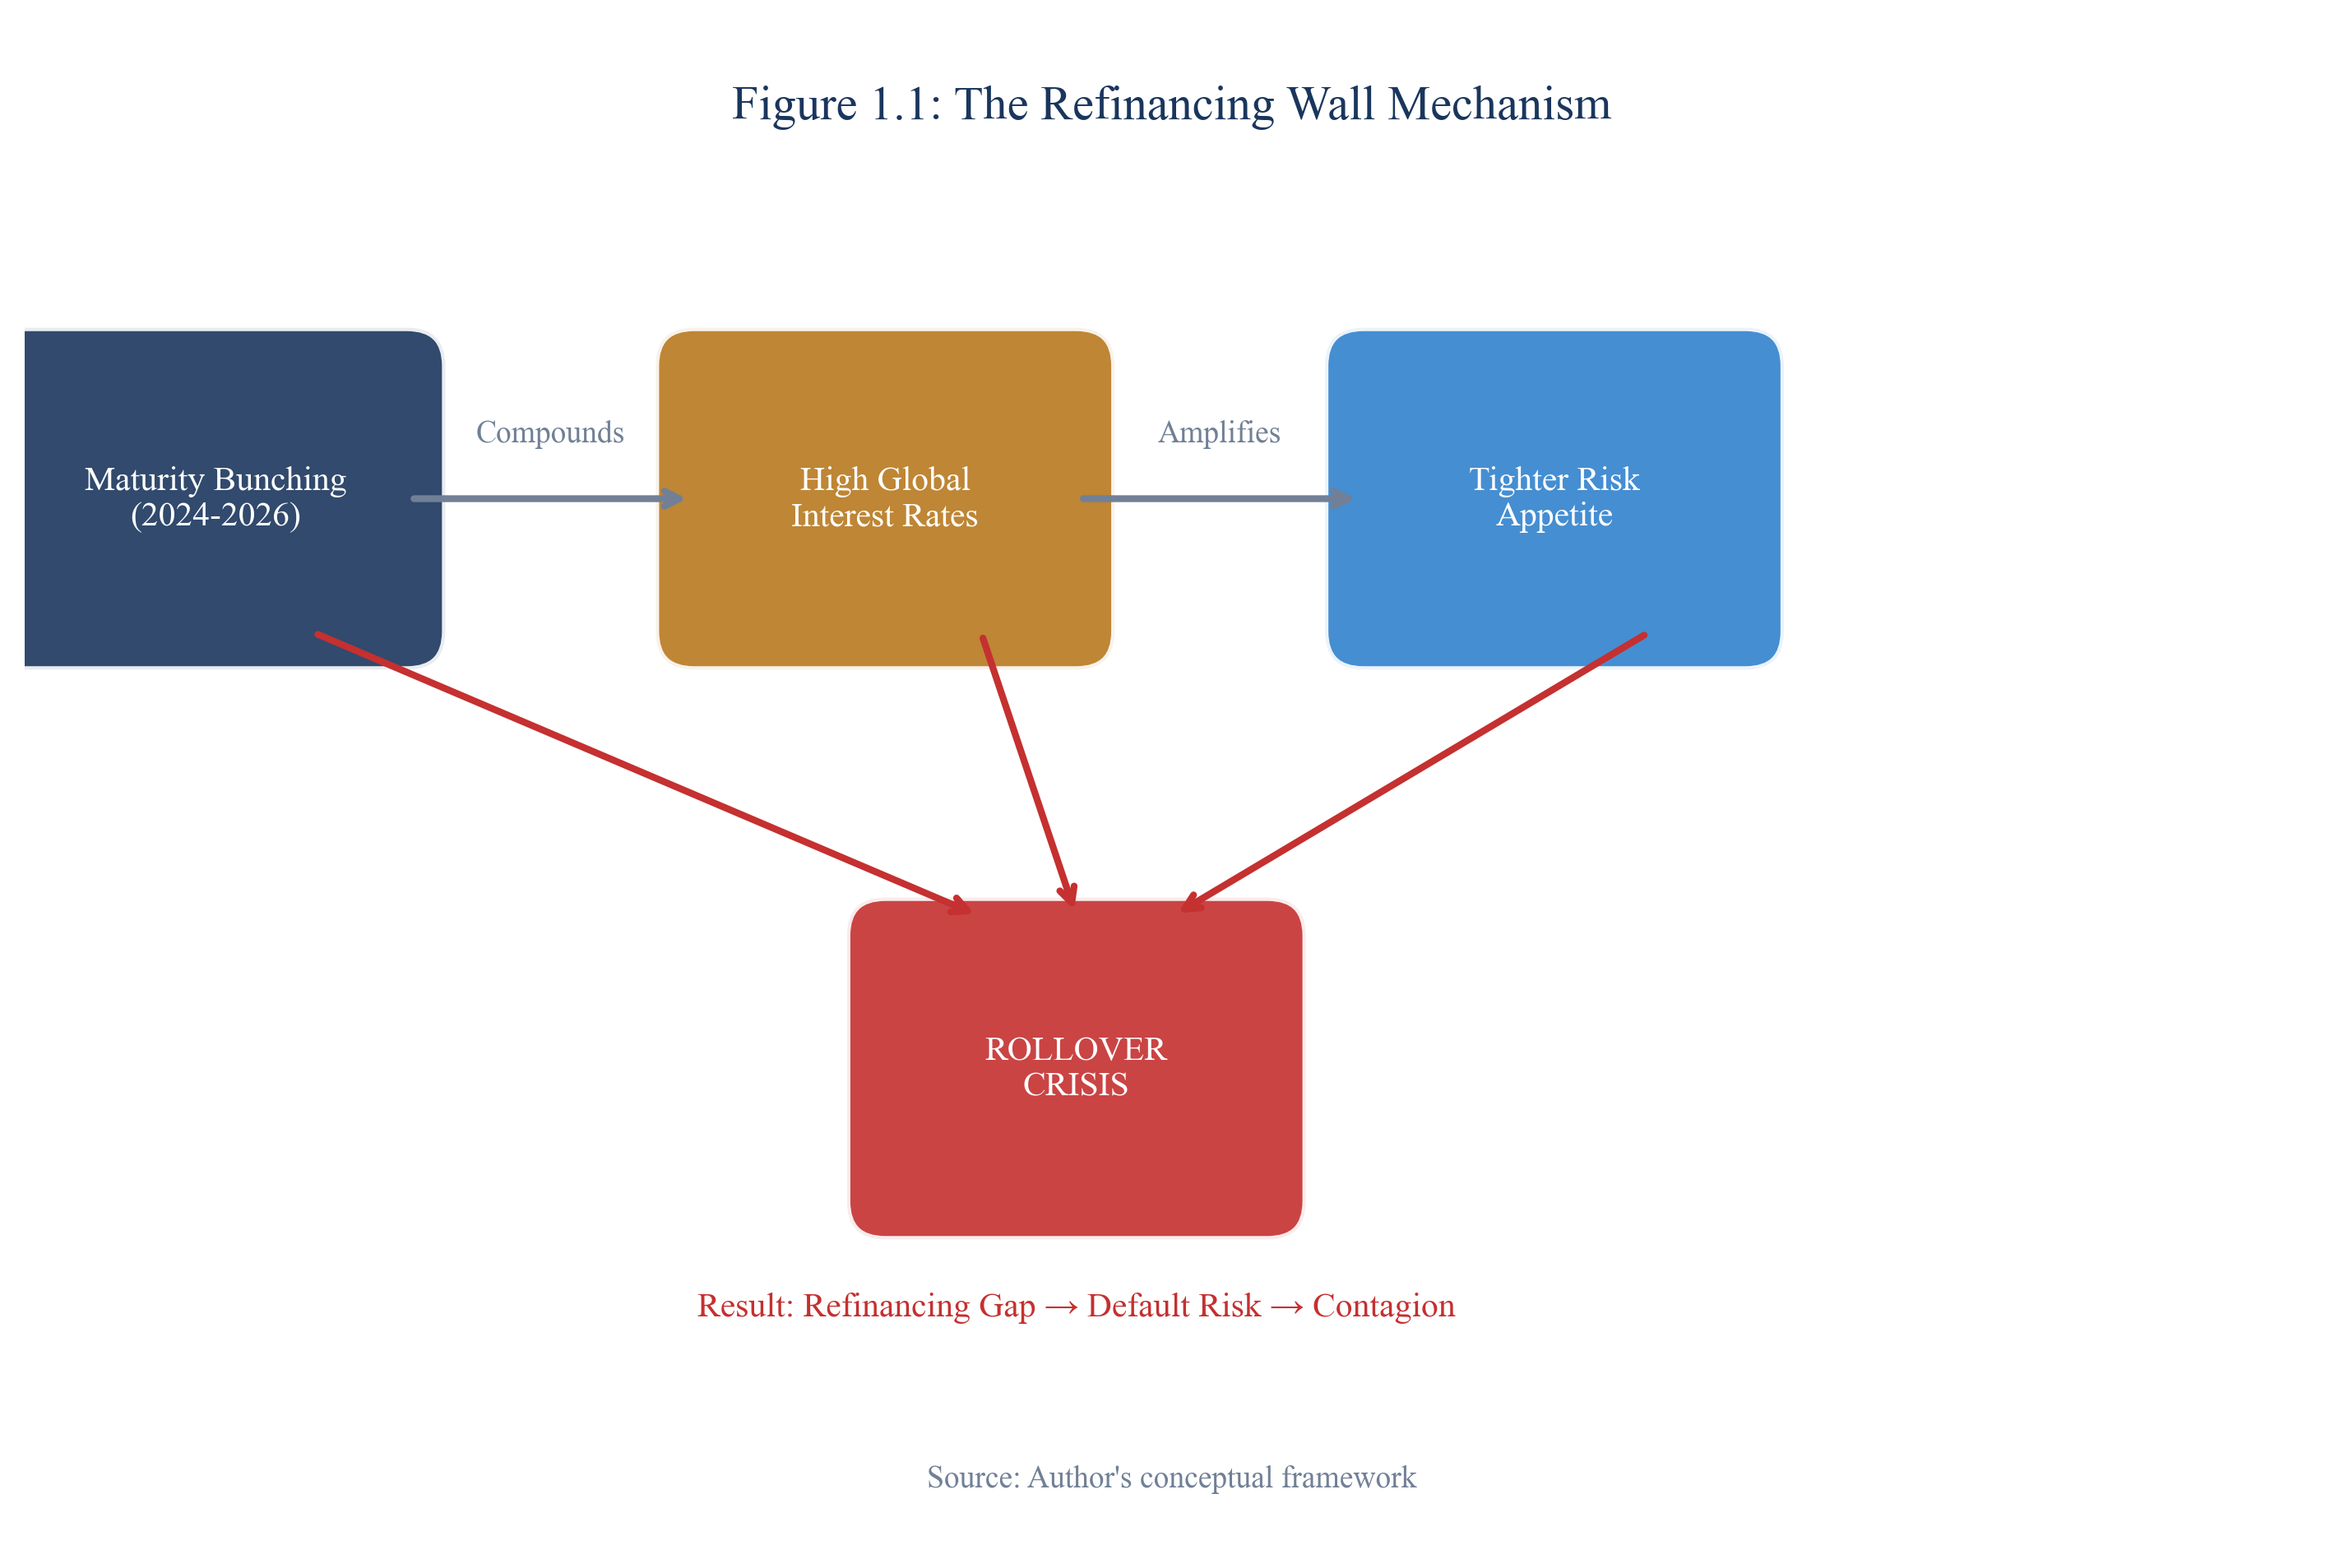 Figure 1.1: The Refinancing Wall Mechanism
Compounds
Amplifies
Maturity Bunching
(2024-2026)
High Global
Interest Rates
Tighter Risk
Appetite
ROLLOVER
CRISIS
Result: Refinancing Gap → Default Risk → Contagion
Source: Author's conceptual framework